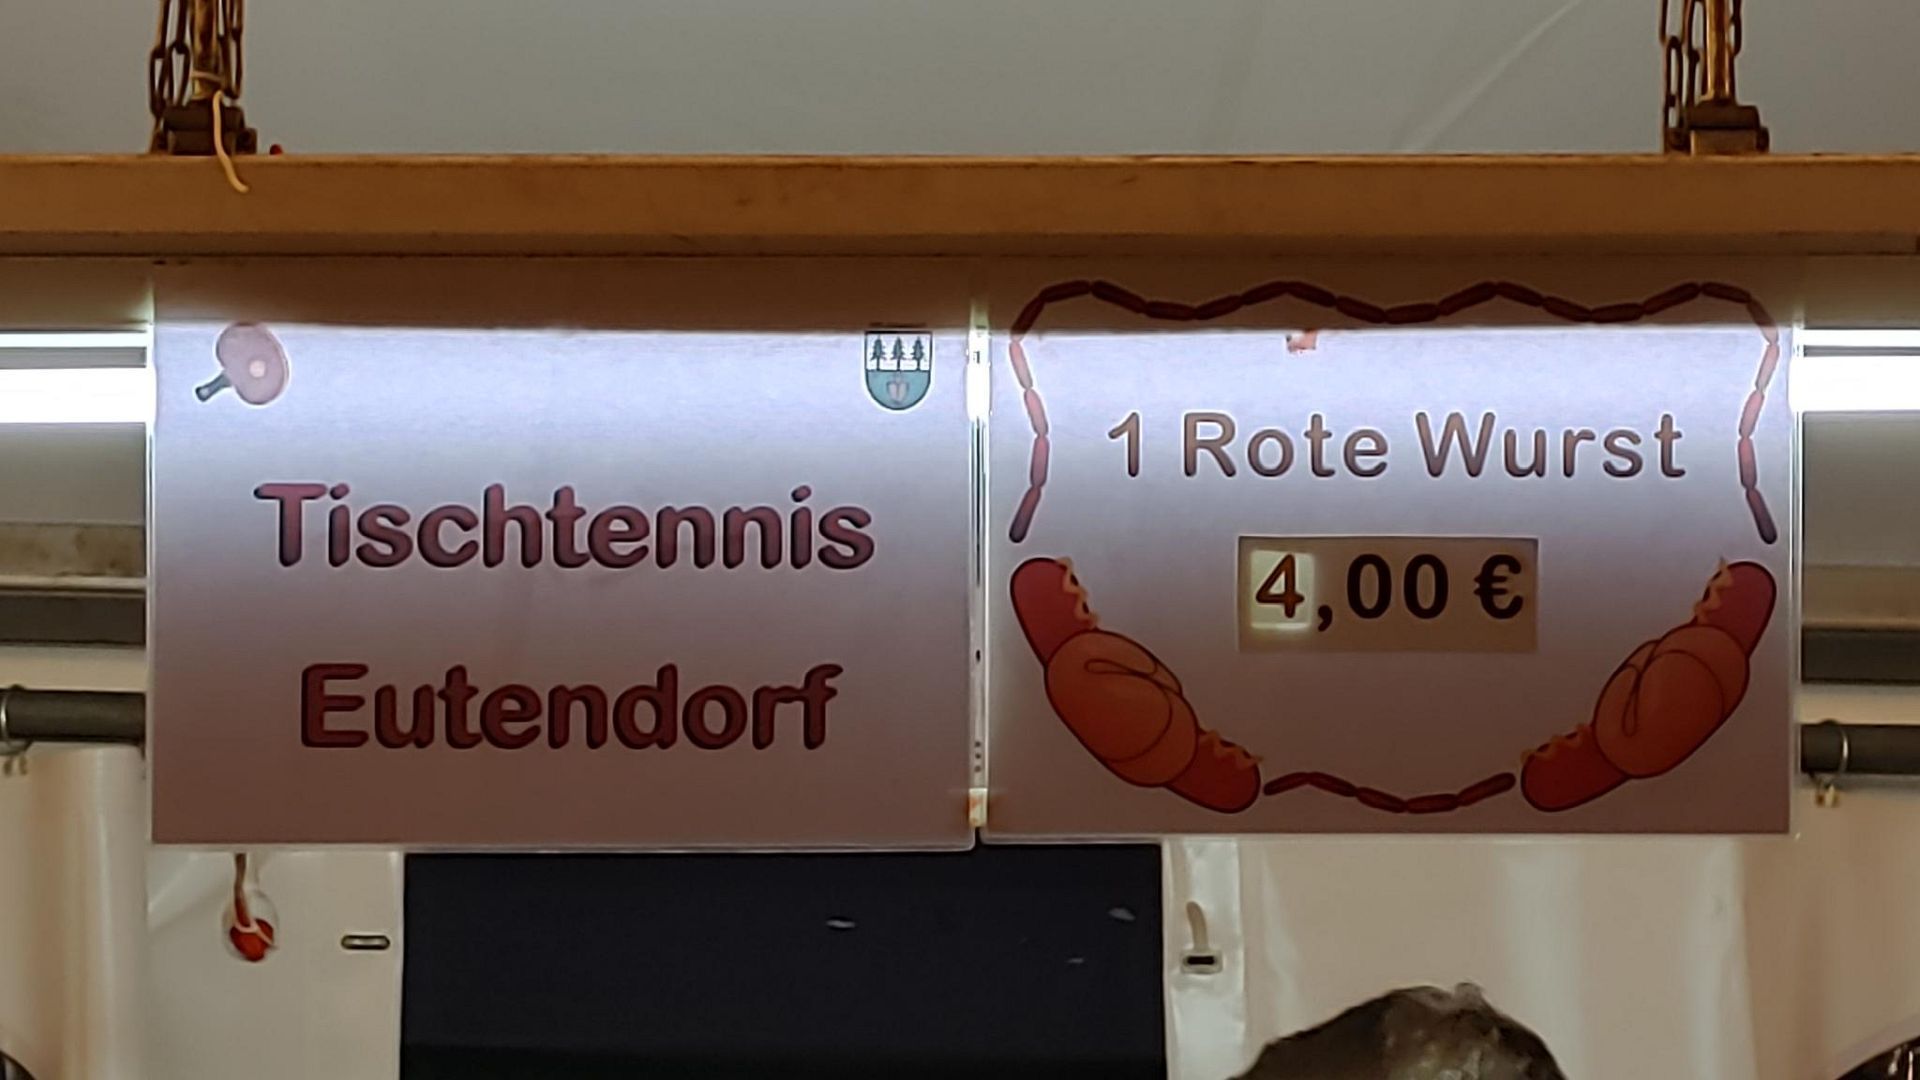 Tischtennis
Eutendorf
1 Rote Wurst
4,00 €